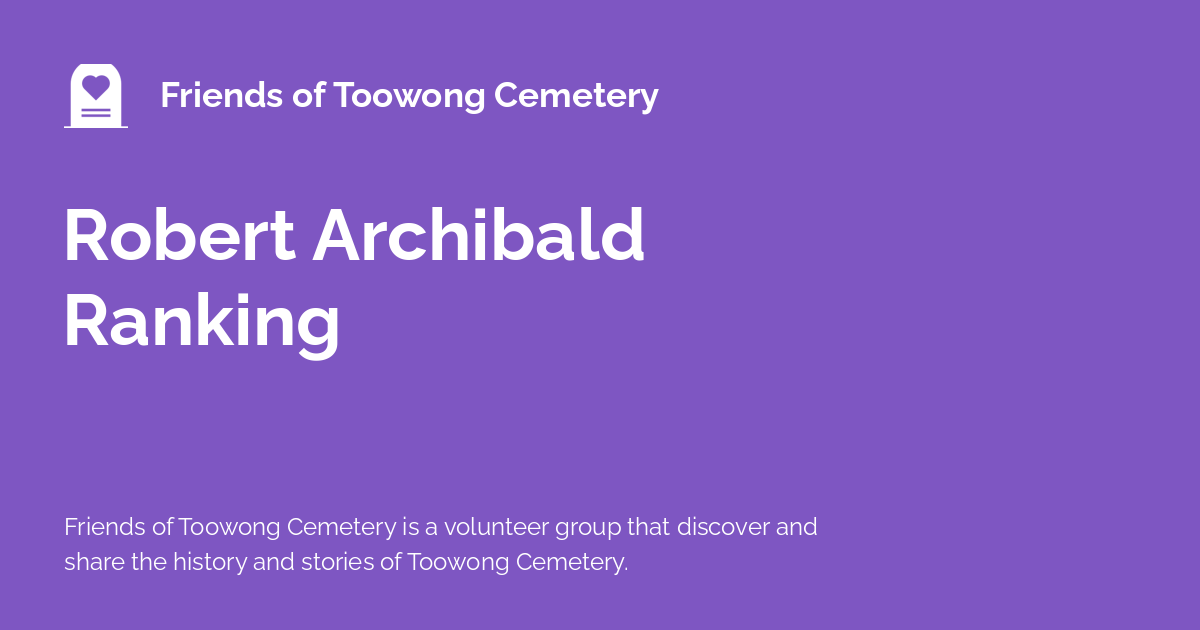 Friends of Toowong Cemetery
Robert Archibald
Ranking
Friends of Toowong Cemetery is a volunteer group that discover and
share the history and stories of Toowong Cemetery.